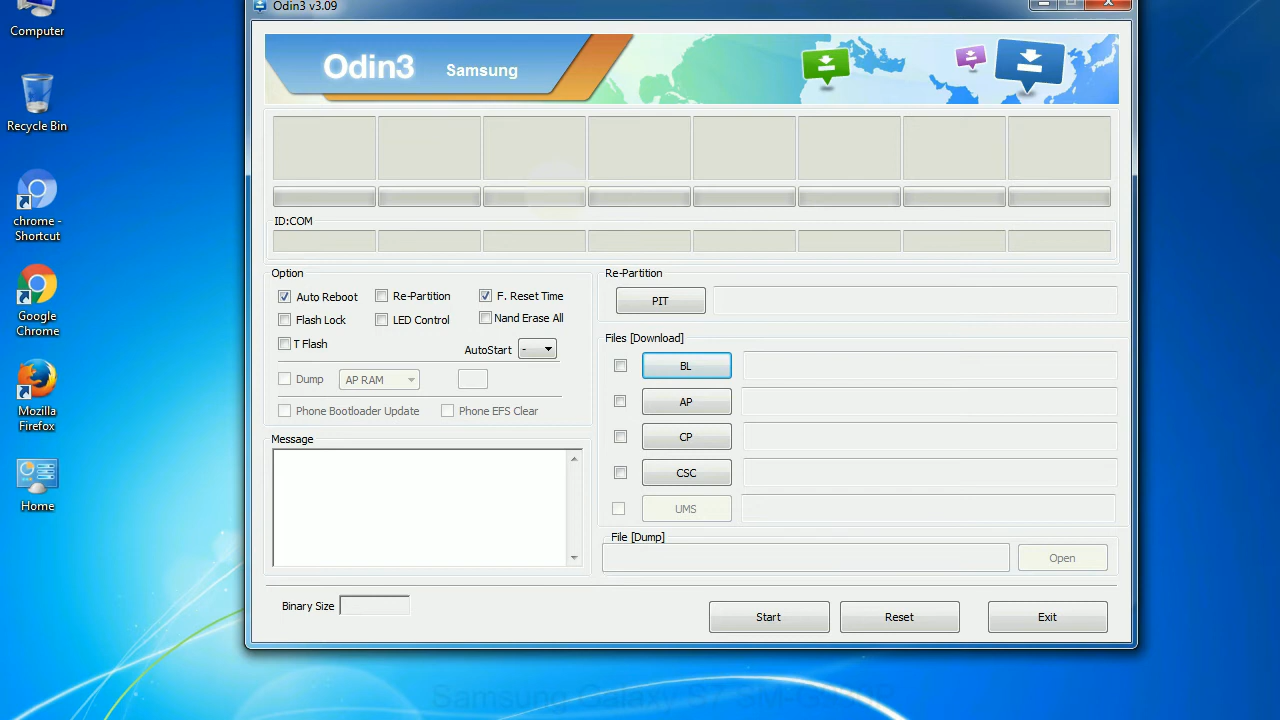 Computer
Recycle Bin
chrome -
Shortcut
Google
Chrome
Mozilla
Firefox
Home
Odin3 v3.09
Odin3 Samsung
ID:COM
Option
Auto Reboot
Re-Partition
F. Reset Time
Flash Lock
LED Control
Nand Erase All
T Flash
AutoStart -
Dump
AP RAM
Phone Bootloader Update
Phone EFS Clear
Message
Re-Partition
PIT
Files [Download]
BL
AP
CP
CSC
UMS
File [Dump]
Open
Binary Size
Start
Reset
Exit
Samsung Galaxy S7